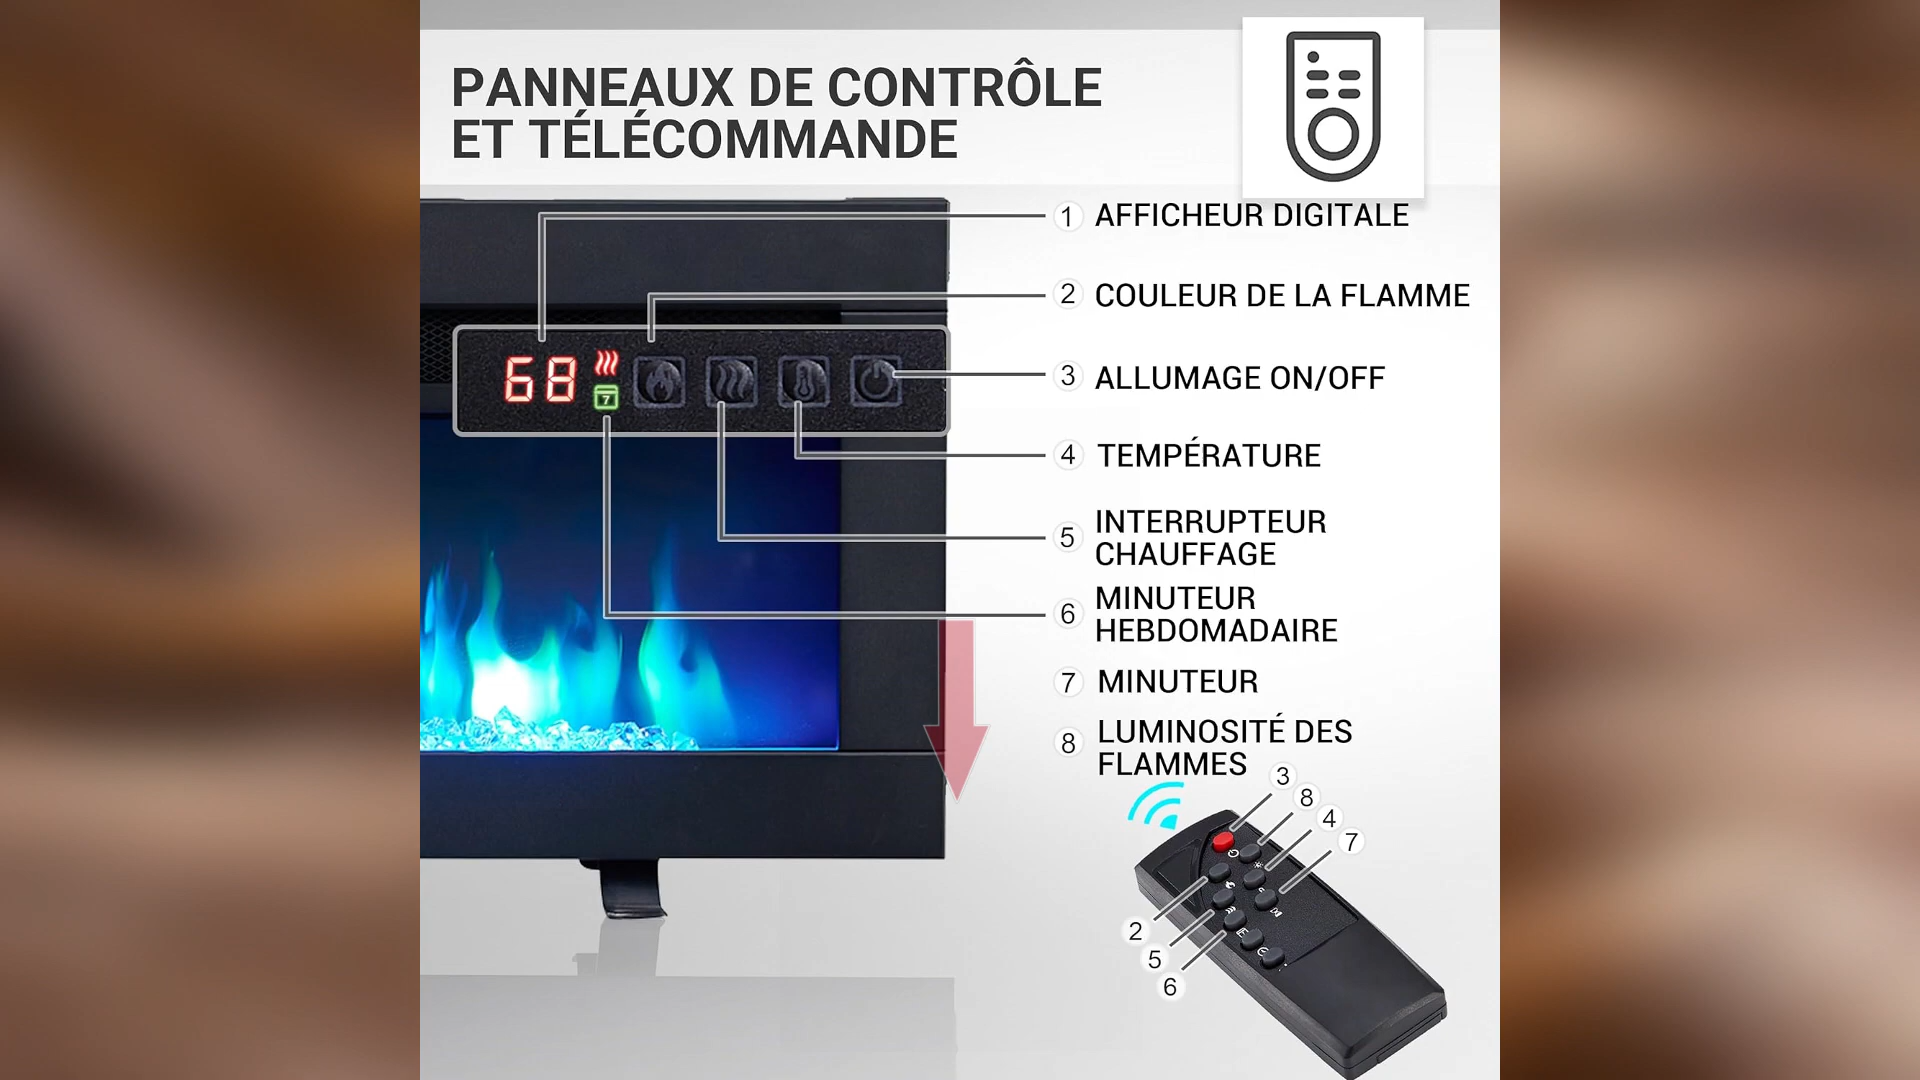 PANNEAUX DE CONTRÔLE
ET TÉLÉCOMMANDE
1 AFFICHEUR DIGITALE
2 COULEUR DE LA FLAMME
68
7
3 ALLUMAGE ON/OFF
4 TEMPÉRATURE
5 INTERRUPTEUR
CHAUFFAGE
6 MINUTEUR
HEBDOMADAIRE
7 MINUTEUR
8 LUMINOSITÉ DES
FLAMMES
3
8
4
7
2
5
6